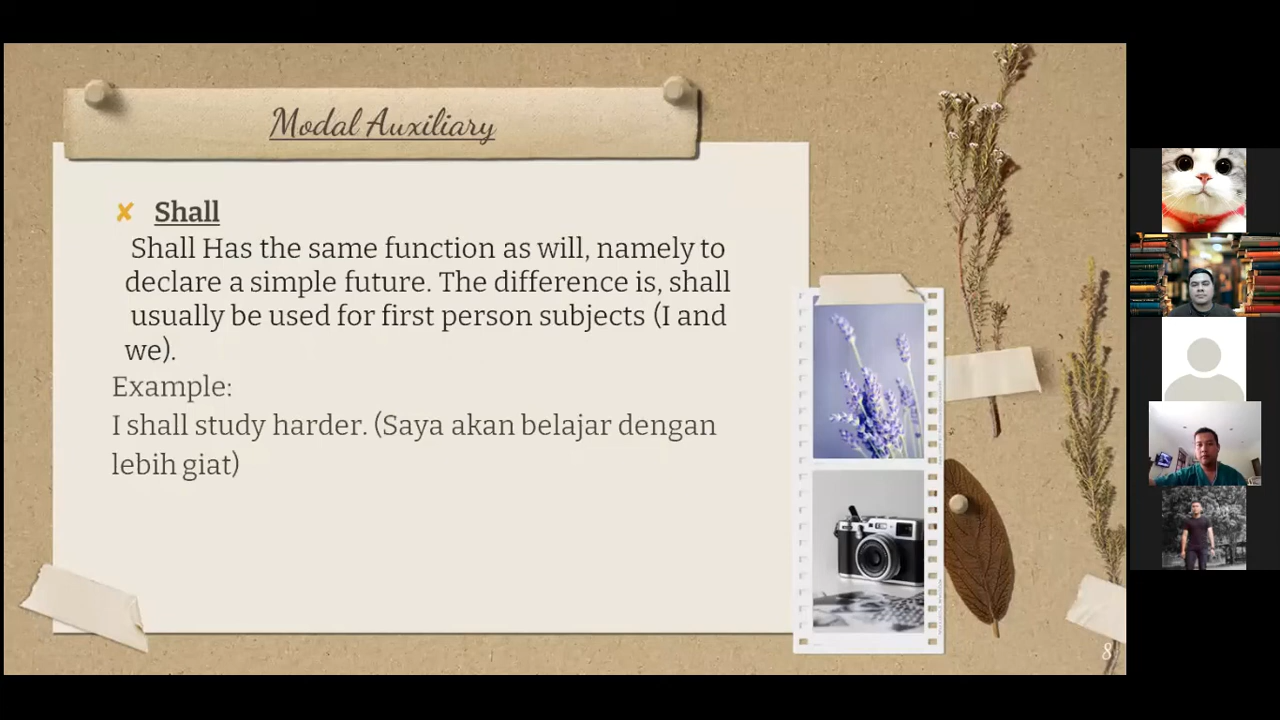 Modal Auxiliary
Shall
Shall Has the same function as will, namely to
declare a simple future. The difference is, shall
usually be used for first person subjects (I and
we).
Example:
I shall study harder. (Saya akan belajar dengan
lebih giat)
8